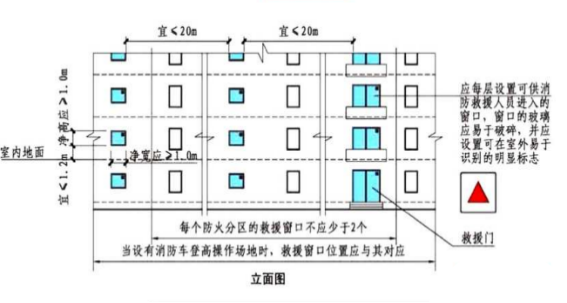 宜≤20m
宜≤20m
净高应≥1.0m
宜≤1.2m
室内地面
净宽应≥1.0m
应每层设置可供消
防救援人员进入的
窗口，窗口的玻璃
应易于破碎，并应
设置可在室外易于
识别的明显标志
救援门
每个防火分区的救援窗口不应少于2个
当设有消防车登高操作场地时，救援窗口位置应与其对应
立面图